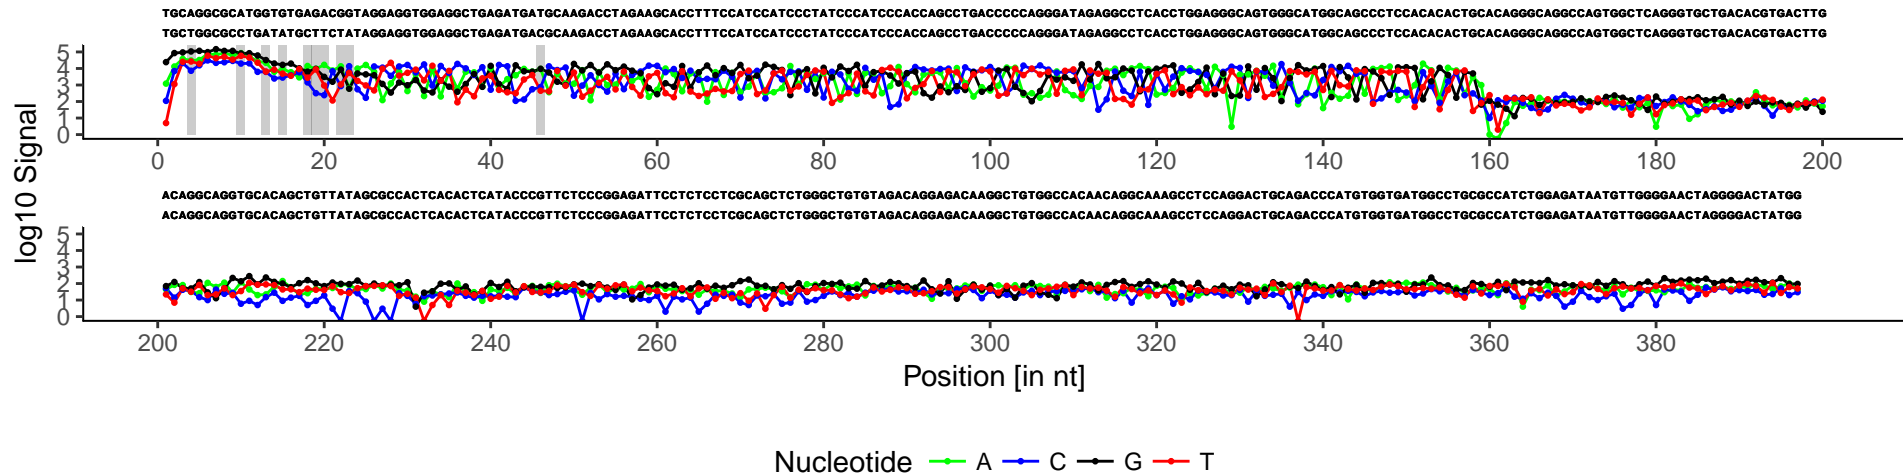 TGCAGGCGCATGGTGTGAGACGGTAGGAGGTGGAGGCTGAGATGATGCAAGACCTAGAAGCACCTTTCCATCCATCCCTATCCCATCCCACCAGCCTGACCCCCAGGGATAGAGGCCTCACCTGGAGGGCAGTGGGCATGGCAGCCCTCCACACACTGCACAGGGCAGGCCAGTGGCTCAGGGTGCTGACACGTGACTTG
TGCTGGCGCCTGATATGCTTCTATAGGAGGTGGAGGCTGAGATGACGCAAGACCTAGAAGCACCTTTCCATCCATCCCTATCCCATCCCACCAGCCTGACCCCCAGGGATAGAGGCCTCACCTGGAGGGCAGTGGGCATGGCAGCCCTCCACACACTGCACAGGGCAGGCCAGTGGCTCAGGGTGCTGACACGTGACTTG
5
4
3
2
1
0
0 20 40 60 80 100 120 140 160 180 200
log10 Signal
ACAGGCAGGTGCACAGCTGTTATAGCGCCACTCACACTCATACCCGTTCTCCCGGAGATTCCTCTCCTCGCAGCTCTGGGCTGTGTAGACAGGAGACAAGGCTGTGGCCACAACAGGCAAAGCCTCCAGGACTGCAGACCCATGTGGTGATGGCCTGCGCCATCTGGAGATAATGTTGGGGAACTAGGGGACTATGG
ACAGGCAGGTGCACAGCTGTTATAGCGCCACTCACACTCATACCCGTTCTCCCGGAGATTCCTCTCCTCGCAGCTCTGGGCTGTGTAGACAGGAGACAAGGCTGTGGCCACAACAGGCAAAGCCTCCAGGACTGCAGACCCATGTGGTGATGGCCTGCGCCATCTGGAGATAATGTTGGGGAACTAGGGGACTATGG
5
4
3
2
1
0
200 220 240 260 280 300 320 340 360 380
Position [in nt]
Nucleotide A C G T